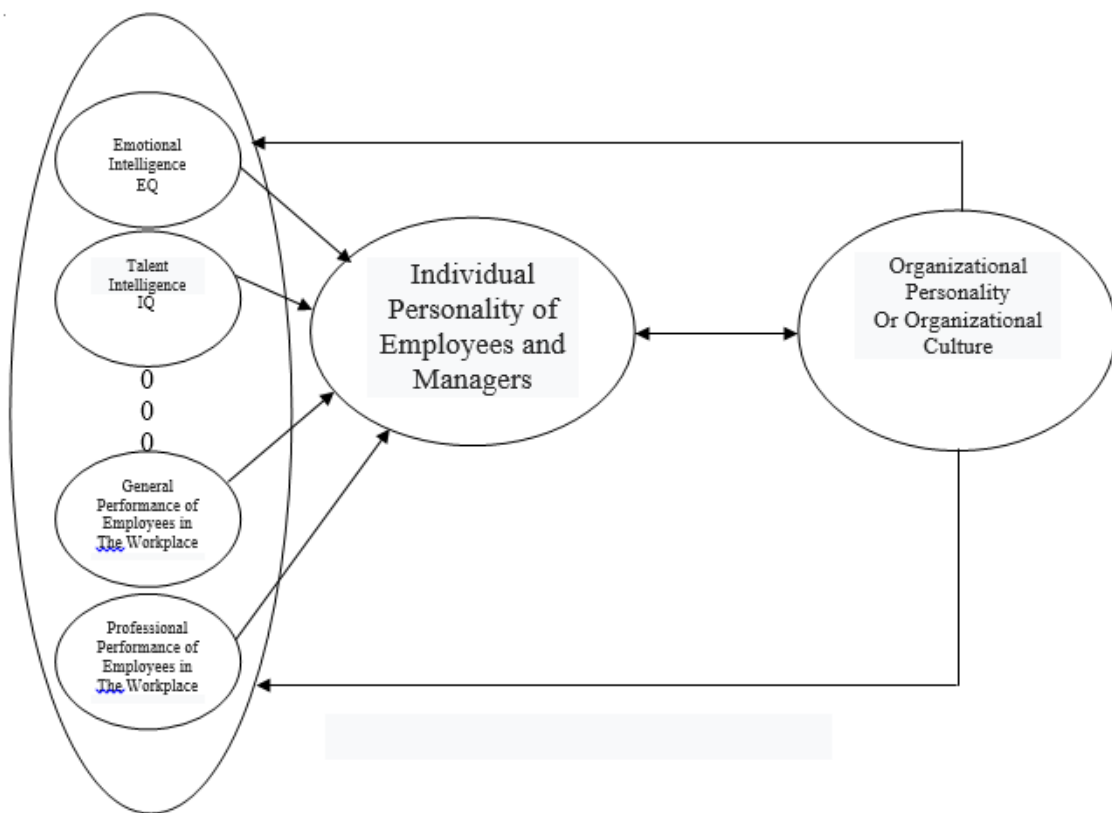 Emotional
Intelligence
EQ
Talent
Intelligence
IQ
0
0
0
General
Performance of
Employees in
The Workplace
Professional
Performance of
Employees in
The Workplace
Individual
Personality of
Employees and
Managers
Organizational
Personality
Or Organizational
Culture